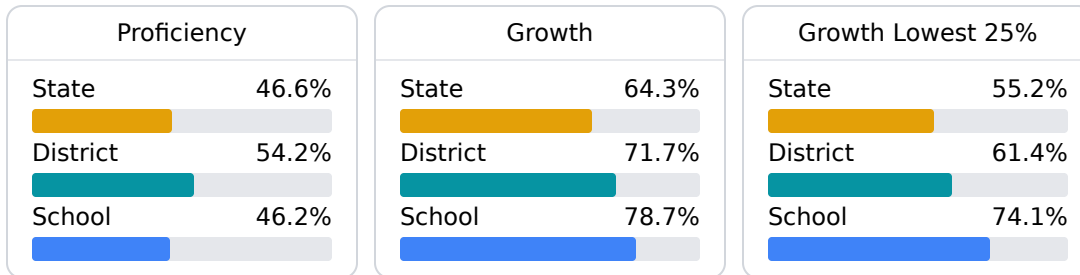 Proficiency
State 46.6%
District 54.2%
School 46.2%
Growth
State 64.3%
District 71.7%
School 78.7%
Growth Lowest 25%
State 55.2%
District 61.4%
School 74.1%